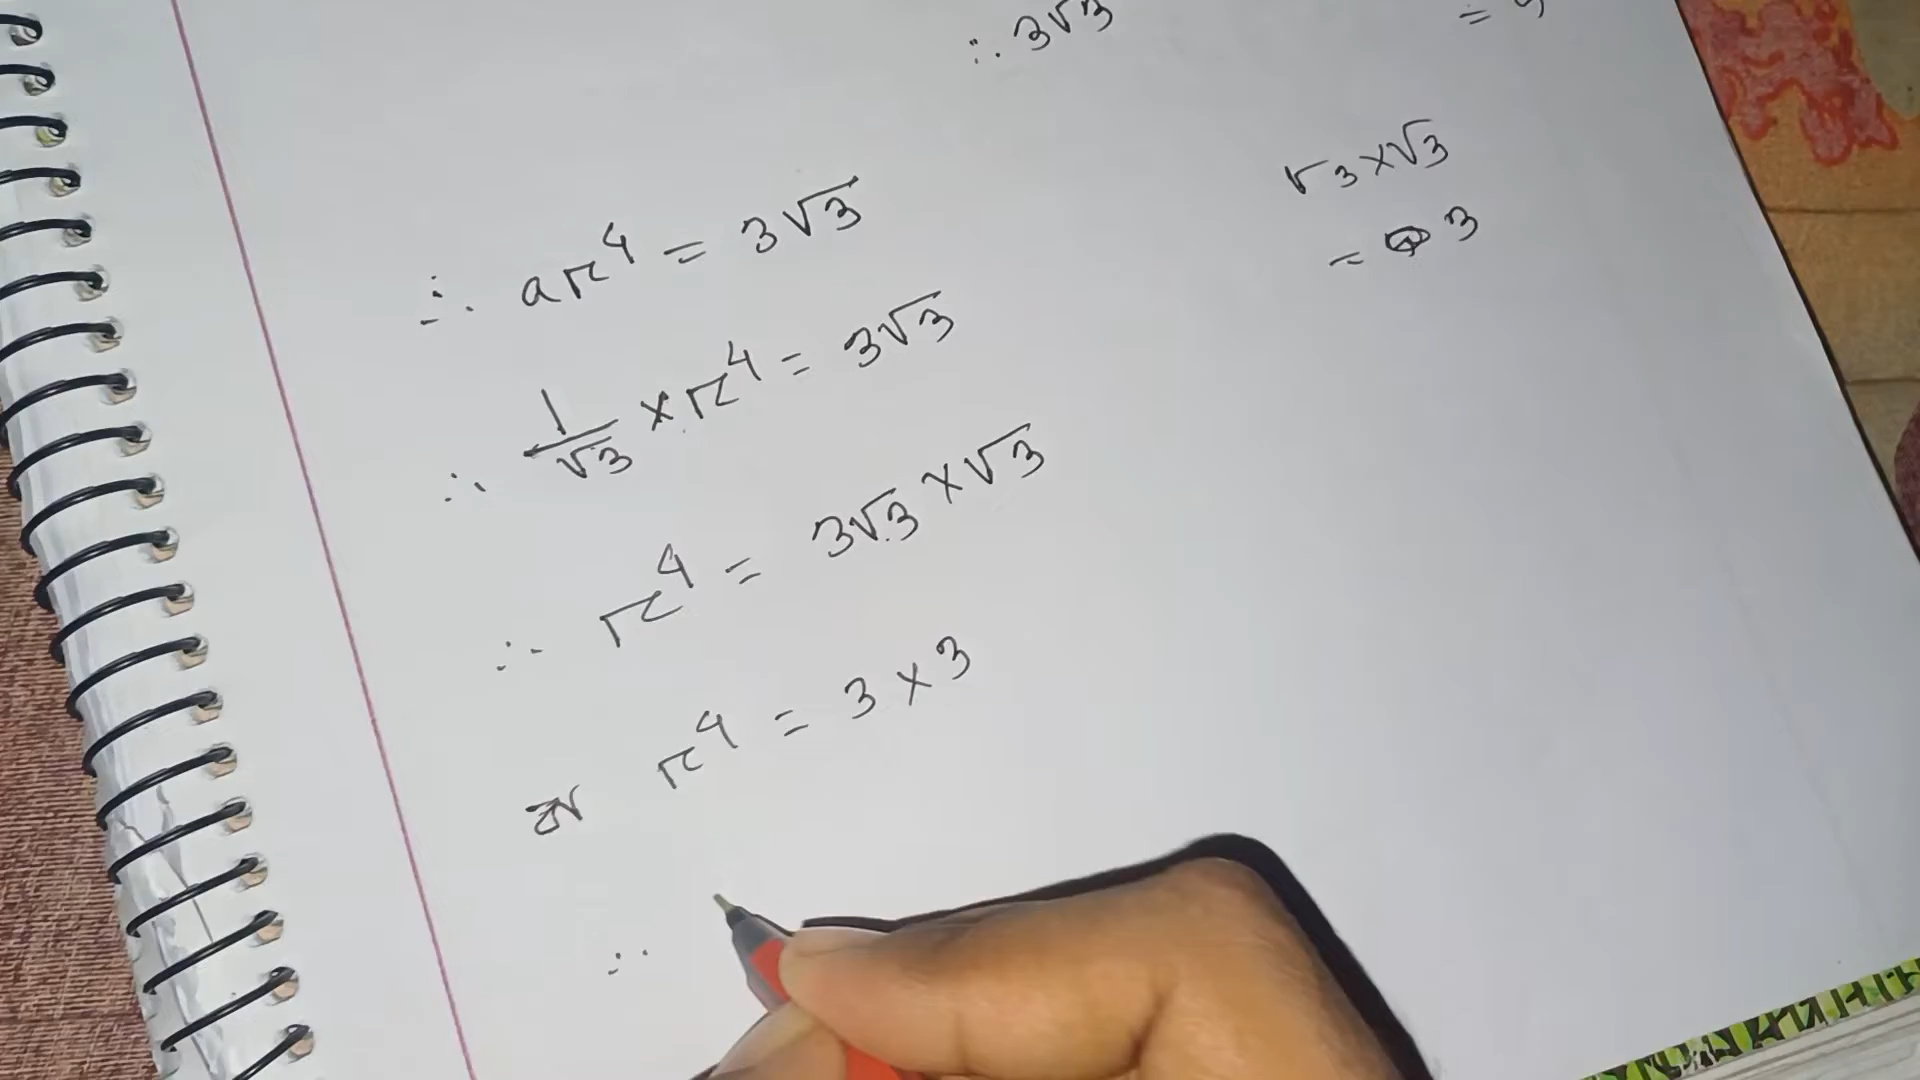 ∴ 3√3
√3×√3
= 3
∴ ar⁴ = 3√3
∴ 1/√3 × r⁴ = 3√3
∴ r⁴ = 3√3 × √3
বা r⁴ = 3 × 3
∴